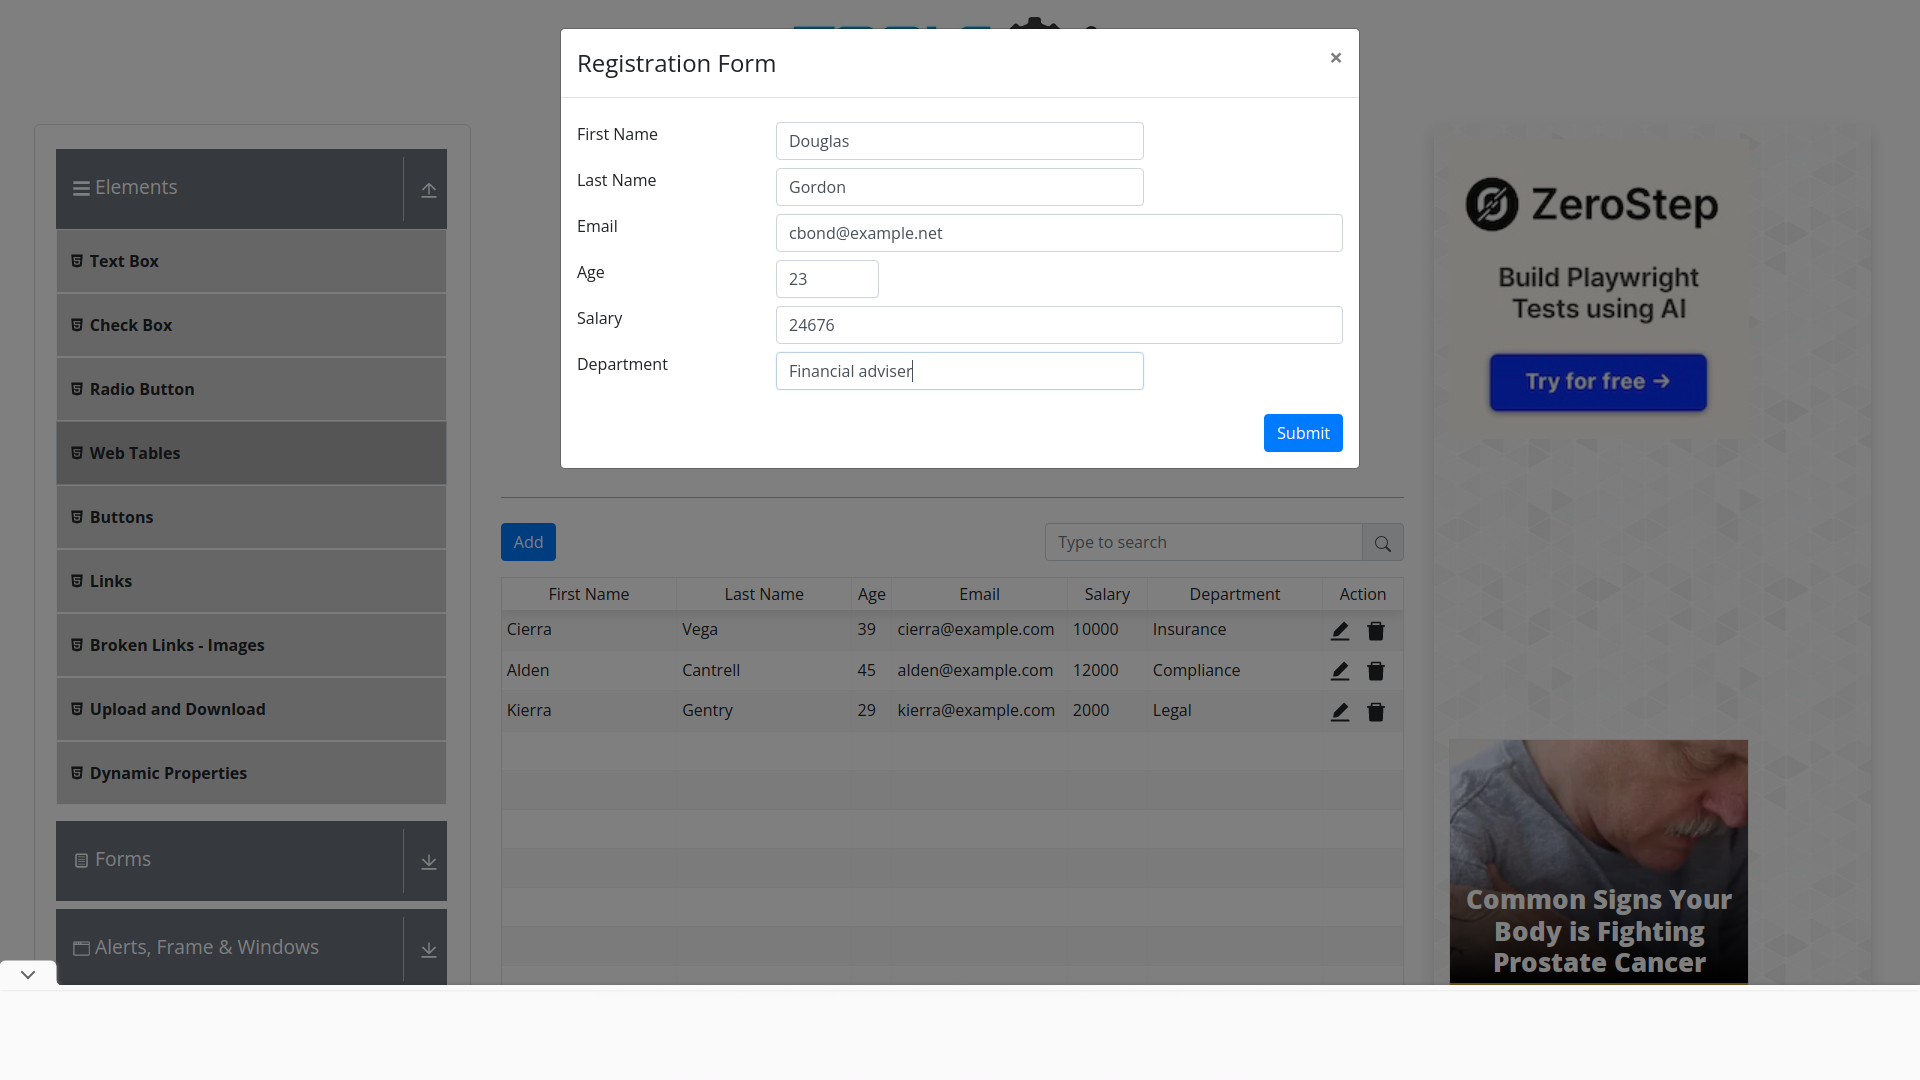 Registration Form
×
First Name
Douglas
Last Name
Gordon
Email
cbond@example.net
Age
23
Salary
24676
Department
Financial adviser
Submit
Elements
Text Box
Check Box
Radio Button
Web Tables
Buttons
Links
Broken Links - Images
Upload and Download
Dynamic Properties
Forms
Alerts, Frame & Windows
Add
Type to search
First Name Last Name Age Email Salary Department Action
Cierra Vega 39 cierra@example.com 10000 Insurance
Alden Cantrell 45 alden@example.com 12000 Compliance
Kierra Gentry 29 kierra@example.com 2000 Legal
ZeroStep
Build Playwright
Tests using AI
Try for free →
Common Signs Your
Body is Fighting
Prostate Cancer